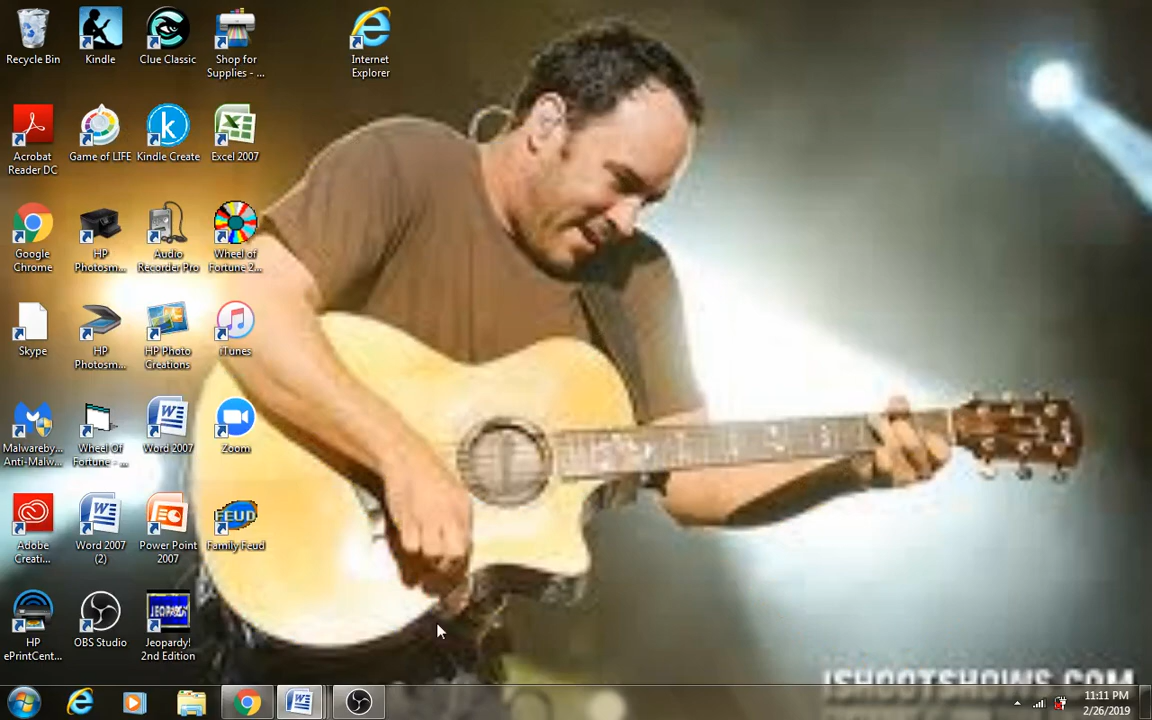 Recycle Bin
Kindle
Clue Classic
Shop for
Supplies - ...
Internet
Explorer
Acrobat
Reader DC
Game of LIFE
Kindle Create
Excel 2007
Google
Chrome
HP
Photosm...
Audio
Recorder Pro
Wheel of
Fortune 2...
Skype
HP
Photosm...
HP Photo
Creations
iTunes
Malwareby...
Anti-Malw...
Wheel Of
Fortune - ...
Word 2007
Zoom
Adobe
Creati...
Word 2007
(2)
Power Point
2007
FEUD
Family Feud
HP
ePrintCent...
OBS Studio
JEOPARDY!
Jeopardy!
2nd Edition
ISHOOTSHOWS.COM
11:11 PM
2/26/2019